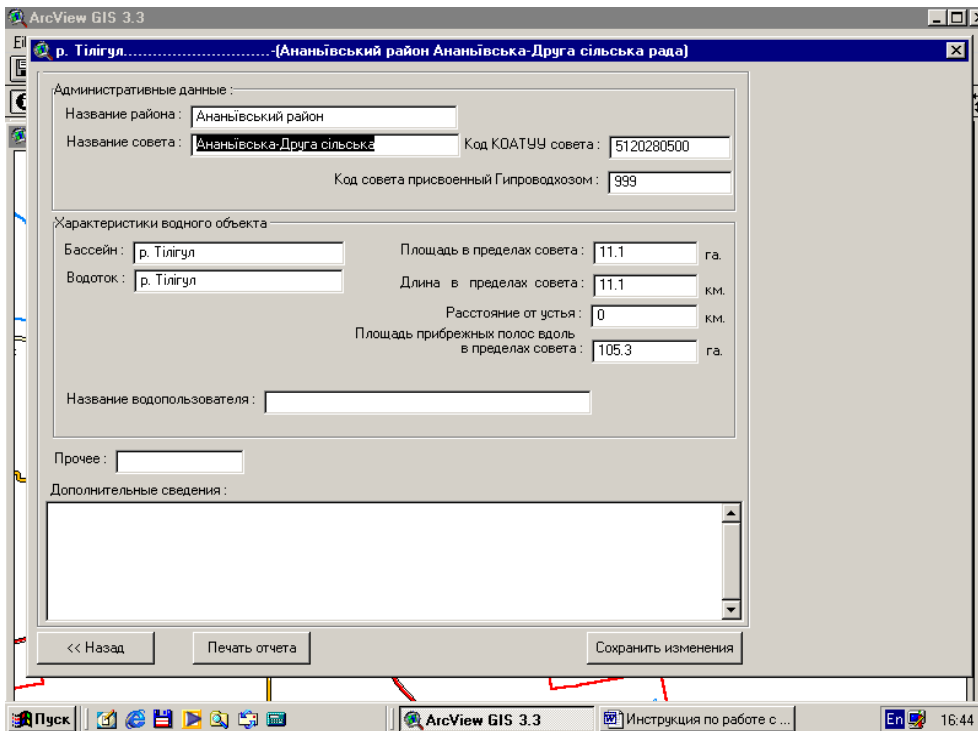 ArcView GIS 3.3
р. Тілігул..............................-(Ананьївський район Ананьївська-Друга сільська рада)
Административные данные :
Название района : Ананьївський район
Название совета : Ананьївська-Друга сільська Код КОАТУУ совета : 5120280500
Код совета присвоенный Гипроводхозом : 999
Характеристики водного объекта
Бассейн : р. Тілігул Площадь в пределах совета : 11.1 га.
Водоток : р. Тілігул Длина в пределах совета : 11.1 км.
Расстояние от устья : 0 км.
Площадь прибрежных полос вдоль
в пределах совета : 105.3 га.
Название водопользователя :
Прочее :
Дополнительные сведения :
<< Назад Печать отчета Сохранить изменения
Пуск ArcView GIS 3.3 Инструкция по работе с ... En 16:44